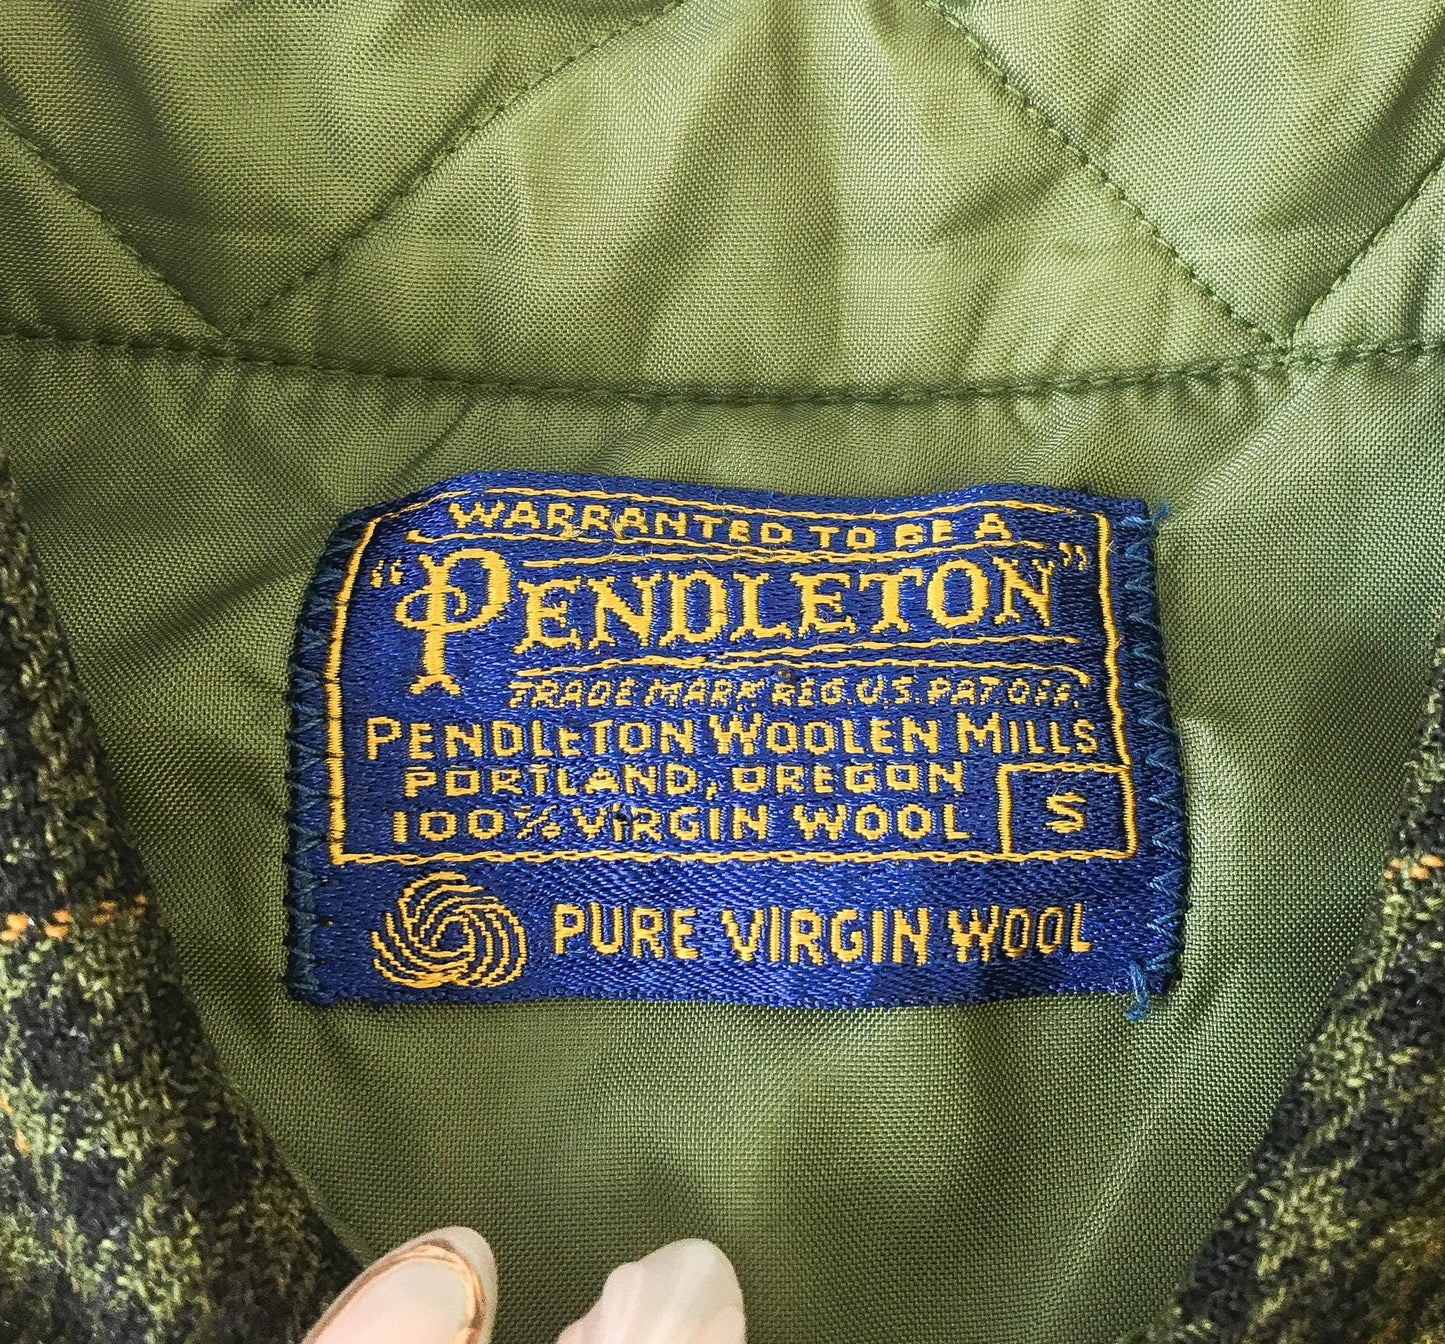 WARRANTED TO BE A
"PENDLETON"
TRADE MARK REG. U.S. PAT. OFF.
PENDLETON WOOLEN MILLS
PORTLAND, OREGON
100% VIRGIN WOOL S
PURE VIRGIN WOOL